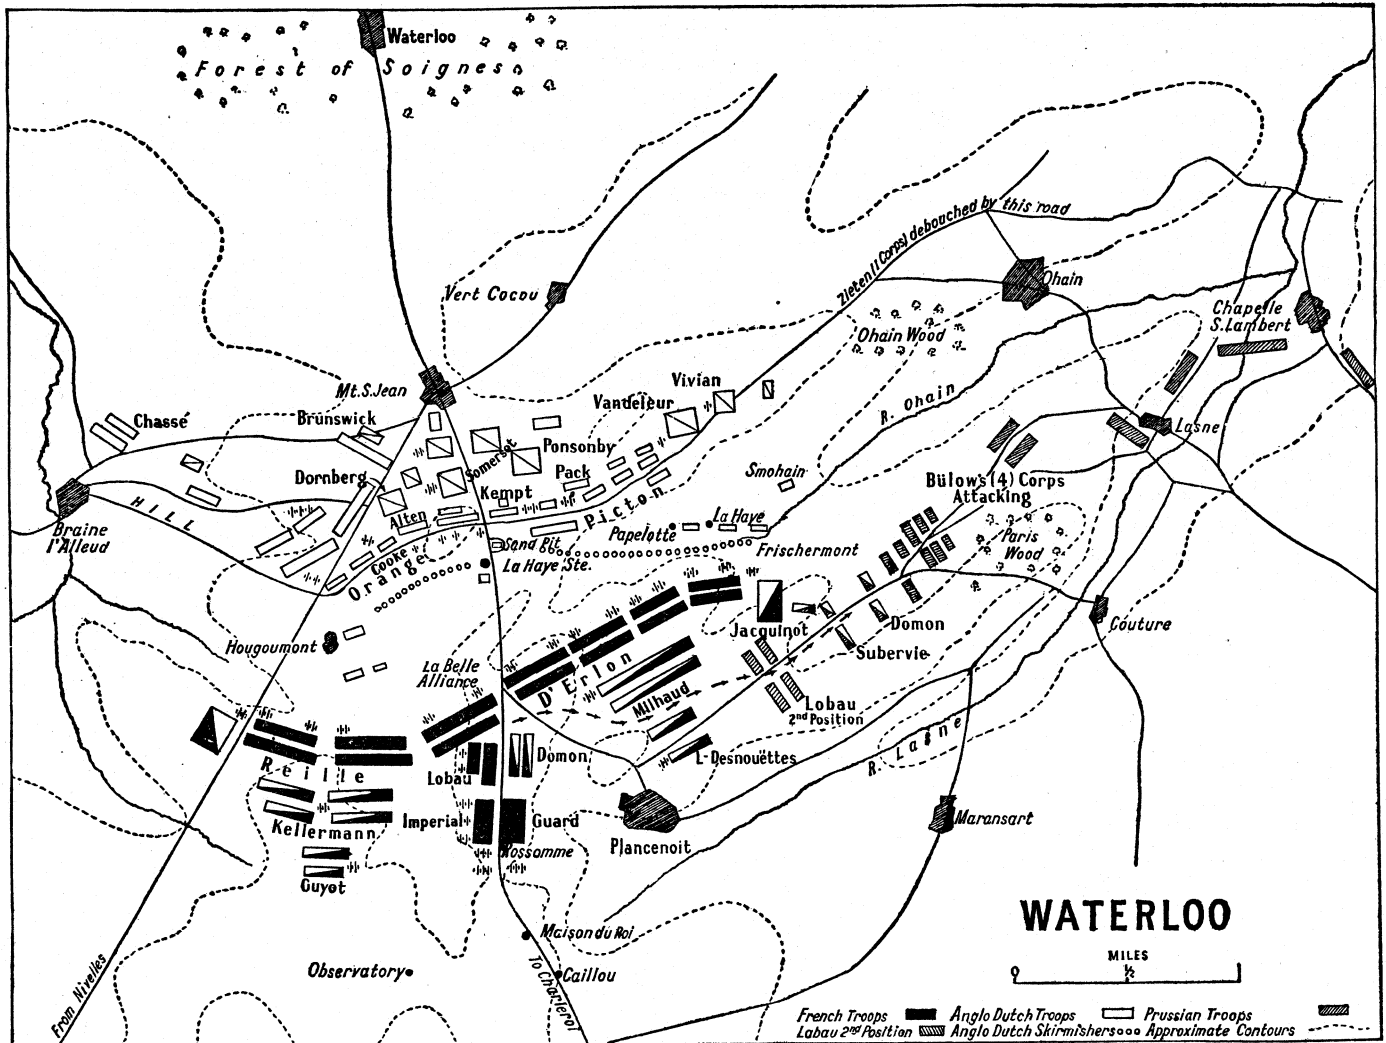 Waterloo
Forest of Soignes
Zieten (I Corps) debouched by this road
Vert Cocou
Ohain
Chapelle
S. Lambert
Ohain Wood
Mt. S. Jean
Vivian
Vandeleur
R. Ohain
Chassé
Brunswick
Ponsonby
Somerset
Lasne
Smohain
Dornberg
Pack
Kempt
Bülow's (4) Corps
Attacking
HILL
Picton
Alten
La Haye
Braine
l'Alleud
Papelotte
Paris
Wood
Sand Pit
Frischermont
Cooke
Orange
La Haye Ste.
Hougoumont
Jacquinot
Domon
Couture
Subervie
La Belle
Alliance
D'Erlon
Milhaud
Lobau
2nd Position
R. Lasne
Domon
L-Desnouëttes
Reille
Lobau
Kellermann
Imperial
Guard
Maransart
Plancenoit
Rossomme
Guyot
WATERLOO
Maison du Roi
MILES
0 ½ 1
Observatory
Caillou
From Nivelles
To Charleroi
French Troops Anglo Dutch Troops Prussian Troops
Labau 2nd Position Anglo Dutch Skirmishers Approximate Contours